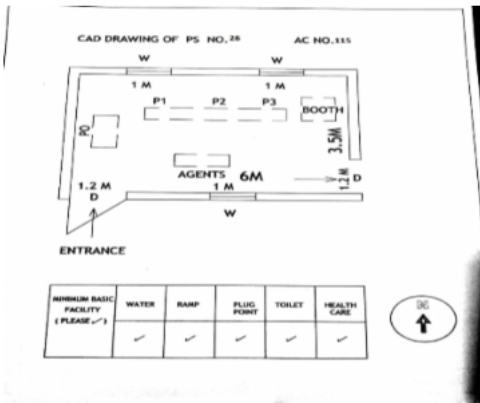 CAD DRAWING OF PS NO.26 AC NO.115
W W
1 M 1 M
P1 P2 P3
BOOTH
PO
3.5M
AGENTS 6M
1.2 M 1 M 1.2 M D
D
W
ENTRANCE
MINIMUM BASIC FACILITY ( PLEASE ✓ ) WATER RAMP PLUG POINT TOILET HEALTH CARE
✓ ✓ ✓ ✓ ✓
N